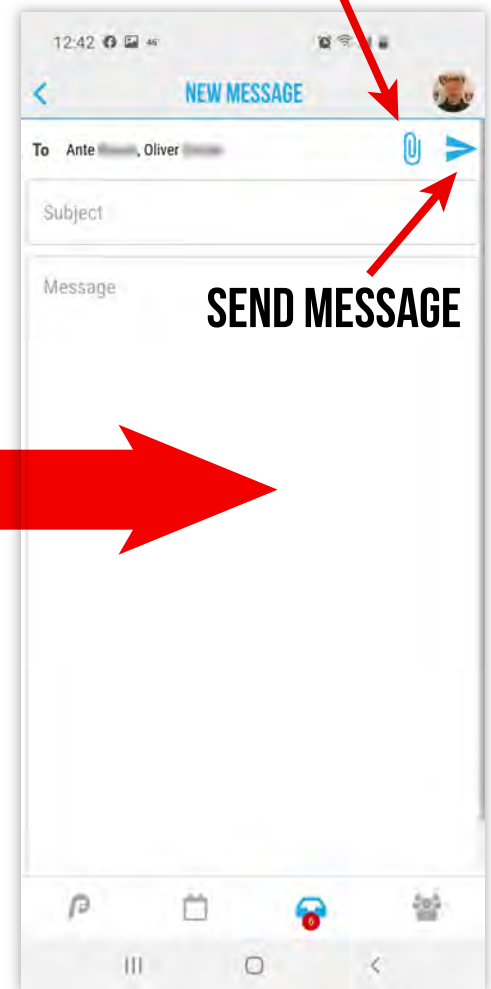 12:42
NEW MESSAGE
To Ante , Oliver
Subject
Message
SEND MESSAGE
6